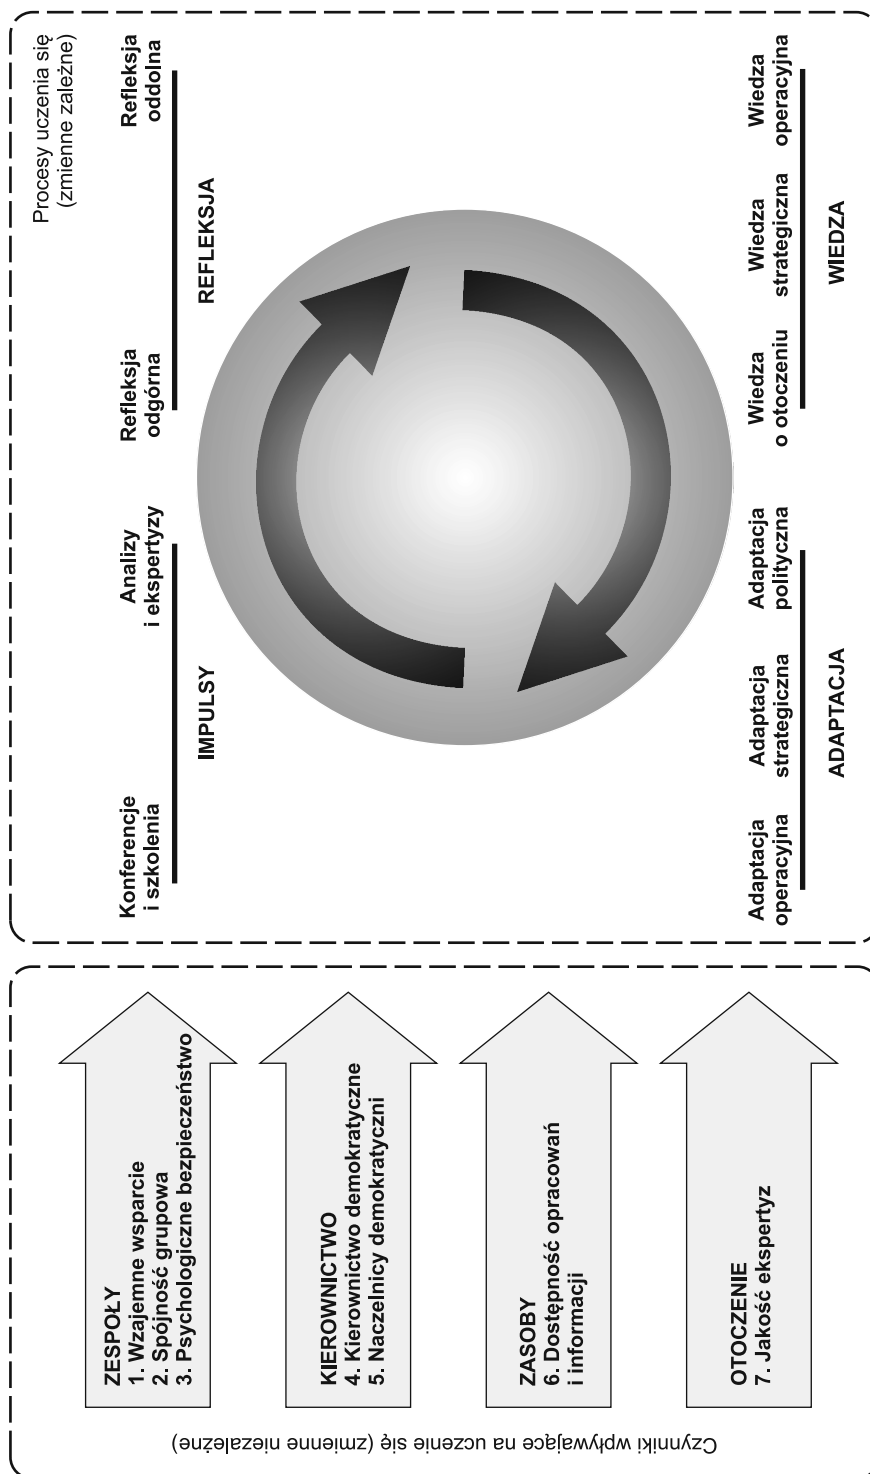 Czynniki wpływające na uczenie się (zmienne niezależne)
ZESPOŁY
1. Wzajemne wsparcie
2. Spójność grupowa
3. Psychologiczne bezpieczeństwo
KIEROWNICTWO
4. Kierownictwo demokratyczne
5. Naczelnicy demokratyczni
ZASOBY
6. Dostępność opracowań
i informacji
OTOCZENIE
7. Jakość ekspertyz
Procesy uczenia się
(zmienne zależne)
Konferencje
i szkolenia
Analizy
i ekspertyzy
IMPULSY
Refleksja
odgórna
Refleksja
oddolna
REFLEKSJA
Adaptacja
operacyjna
Adaptacja
strategiczna
Adaptacja
polityczna
ADAPTACJA
Wiedza
o otoczeniu
Wiedza
strategiczna
Wiedza
operacyjna
WIEDZA